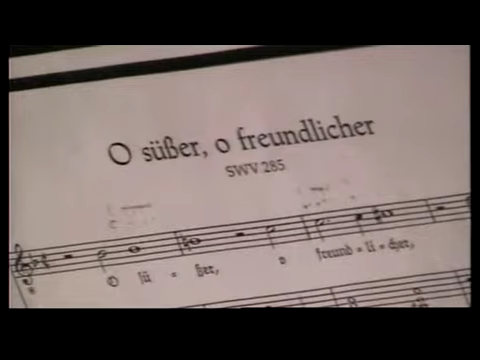 O süßer, o freundlicher
SWV 285
O sü = ßer, o freund = li = cher,